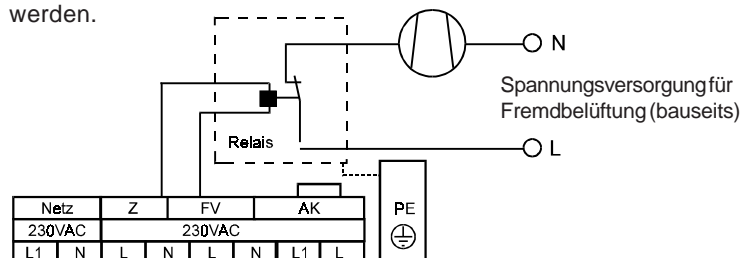 werden.
N
Spannungsversorgung für
Fremdbelüftung (bauseits)
Relais
L
Netz Z FV AK PE
230VAC 230VAC
L1 N L N L N L1 L